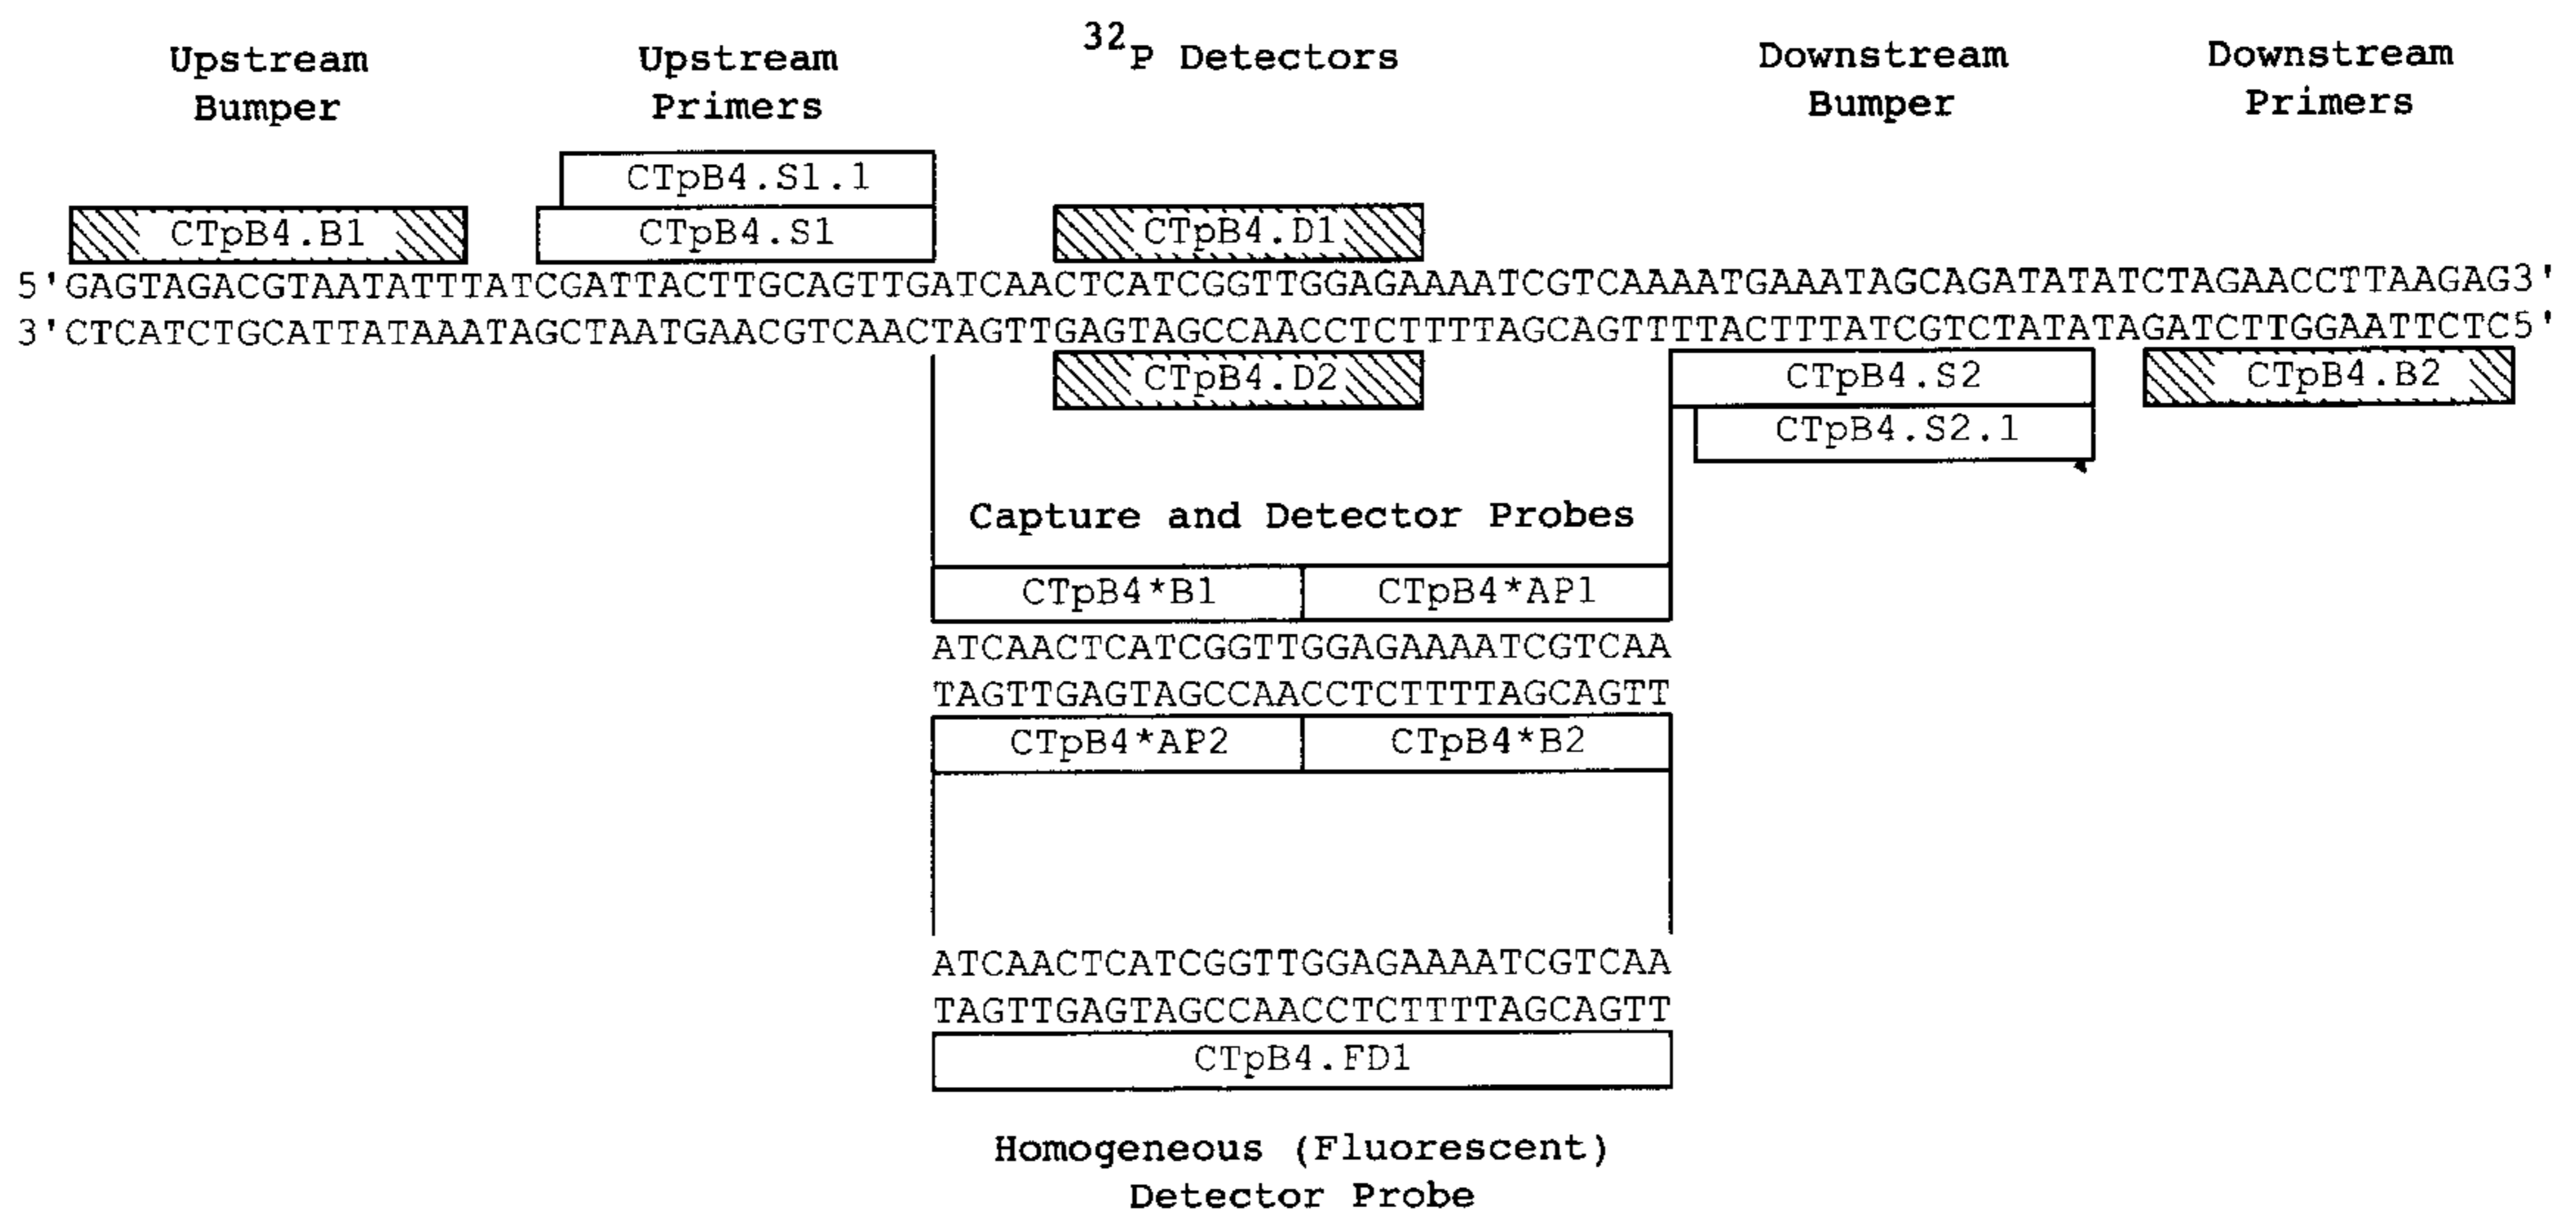 Upstream Bumper
Upstream Primers
32P Detectors
Downstream Bumper
Downstream Primers
CTpB4.S1.1
CTpB4.B1
CTpB4.S1
CTpB4.D1
5'GAGTAGACGTAATATTTATCGATTACTTGCAGTTGATCAACTCATCGGTTGGAGAAAATCGTCAAAATGAAATAGCAGATATATCTAGAACCTTAAGAG3'
3'CTCATCTGCATTATAAATAGCTAATGAACGTCAACTAGTTGAGTAGCCAACCTCTTTTAGCAGTTTTACTTTATCGTCTATATAGATCTTGGAATTCTC5'
CTpB4.D2
CTpB4.S2
CTpB4.B2
CTpB4.S2.1
Capture and Detector Probes
CTpB4*B1
CTpB4*AP1
ATCAACTCATCGGTTGGAGAAAATCGTCAA
TAGTTGAGTAGCCAACCTCTTTTAGCAGTT
CTpB4*AP2
CTpB4*B2
ATCAACTCATCGGTTGGAGAAAATCGTCAA
TAGTTGAGTAGCCAACCTCTTTTAGCAGTT
CTpB4.FD1
Homogeneous (Fluorescent)
Detector Probe